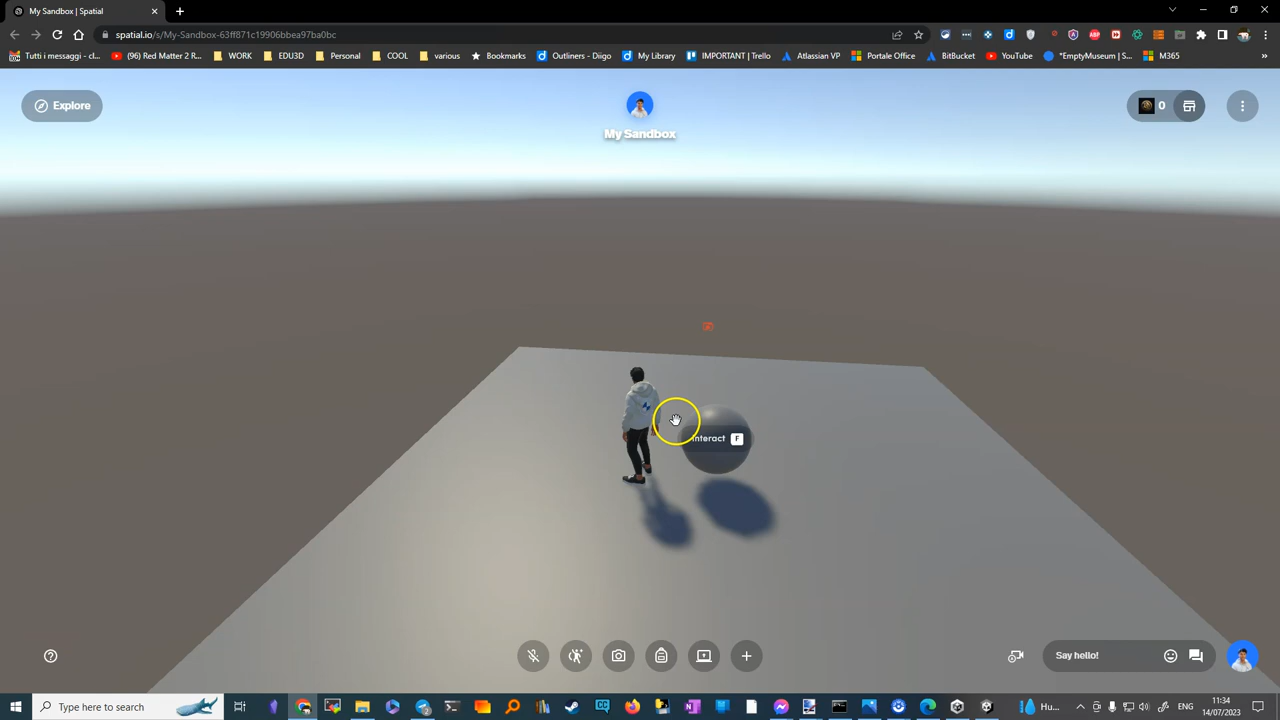 My Sandbox | Spatial
spatial.io/s/My-Sandbox-63ff871c19906bbea97ba0bc
Tutti i messaggi - cl...
(96) Red Matter 2 R...
WORK
EDU3D
Personal
COOL
various
Bookmarks
Outliners - Diigo
My Library
IMPORTANT | Trello
Atlassian VP
Portale Office
BitBucket
YouTube
*EmptyMuseum | S...
M365
Explore
0
My Sandbox
Interact F
Say hello!
Type here to search
Hu...
ENG
11:34
14/07/2023